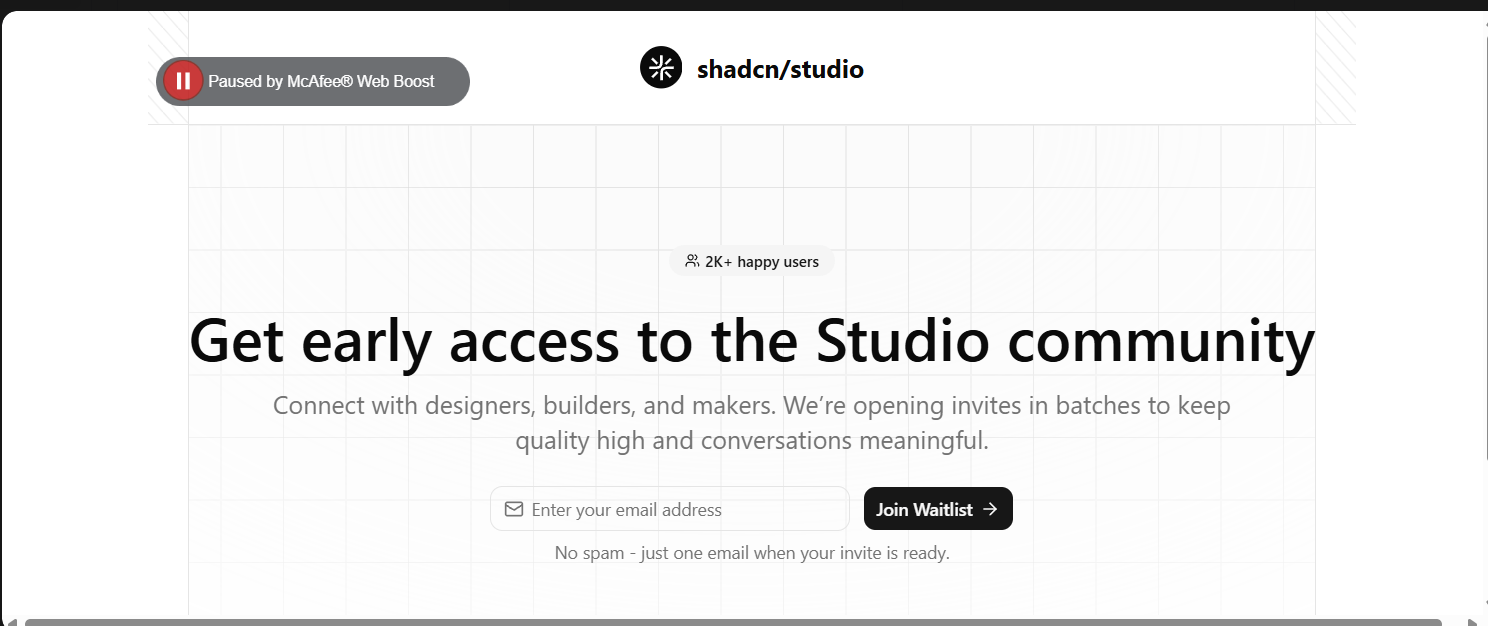 Paused by McAfee® Web Boost
shadcn/studio
2K+ happy users
Get early access to the Studio community
Connect with designers, builders, and makers. We’re opening invites in batches to keep
quality high and conversations meaningful.
Enter your email address
Join Waitlist
No spam - just one email when your invite is ready.